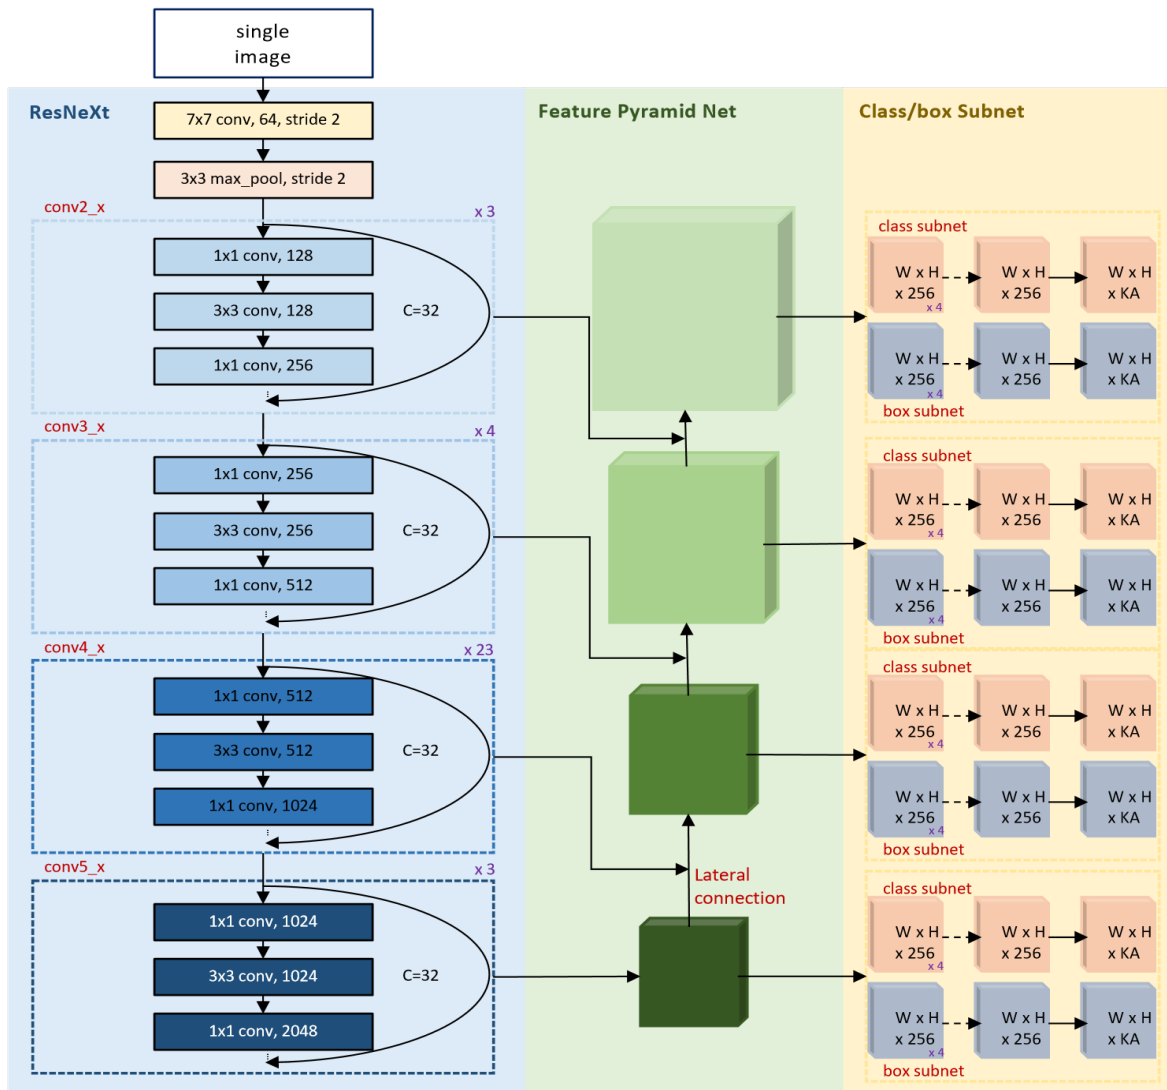 single
image
ResNeXt
Feature Pyramid Net
Class/box Subnet
7x7 conv, 64, stride 2
3x3 max_pool, stride 2
conv2_x
x 3
1x1 conv, 128
3x3 conv, 128
C=32
1x1 conv, 256
conv3_x
x 4
1x1 conv, 256
3x3 conv, 256
C=32
1x1 conv, 512
conv4_x
x 23
1x1 conv, 512
3x3 conv, 512
C=32
1x1 conv, 1024
conv5_x
x 3
1x1 conv, 1024
3x3 conv, 1024
C=32
1x1 conv, 2048
Lateral
connection
class subnet
W x H
x 256
x 4
W x H
x 256
W x H
x KA
W x H
x 256
x 4
W x H
x 256
W x H
x KA
box subnet
class subnet
W x H
x 256
x 4
W x H
x 256
W x H
x KA
W x H
x 256
x 4
W x H
x 256
W x H
x KA
box subnet
class subnet
W x H
x 256
x 4
W x H
x 256
W x H
x KA
W x H
x 256
x 4
W x H
x 256
W x H
x KA
box subnet
class subnet
W x H
x 256
x 4
W x H
x 256
W x H
x KA
W x H
x 256
x 4
W x H
x 256
W x H
x KA
box subnet